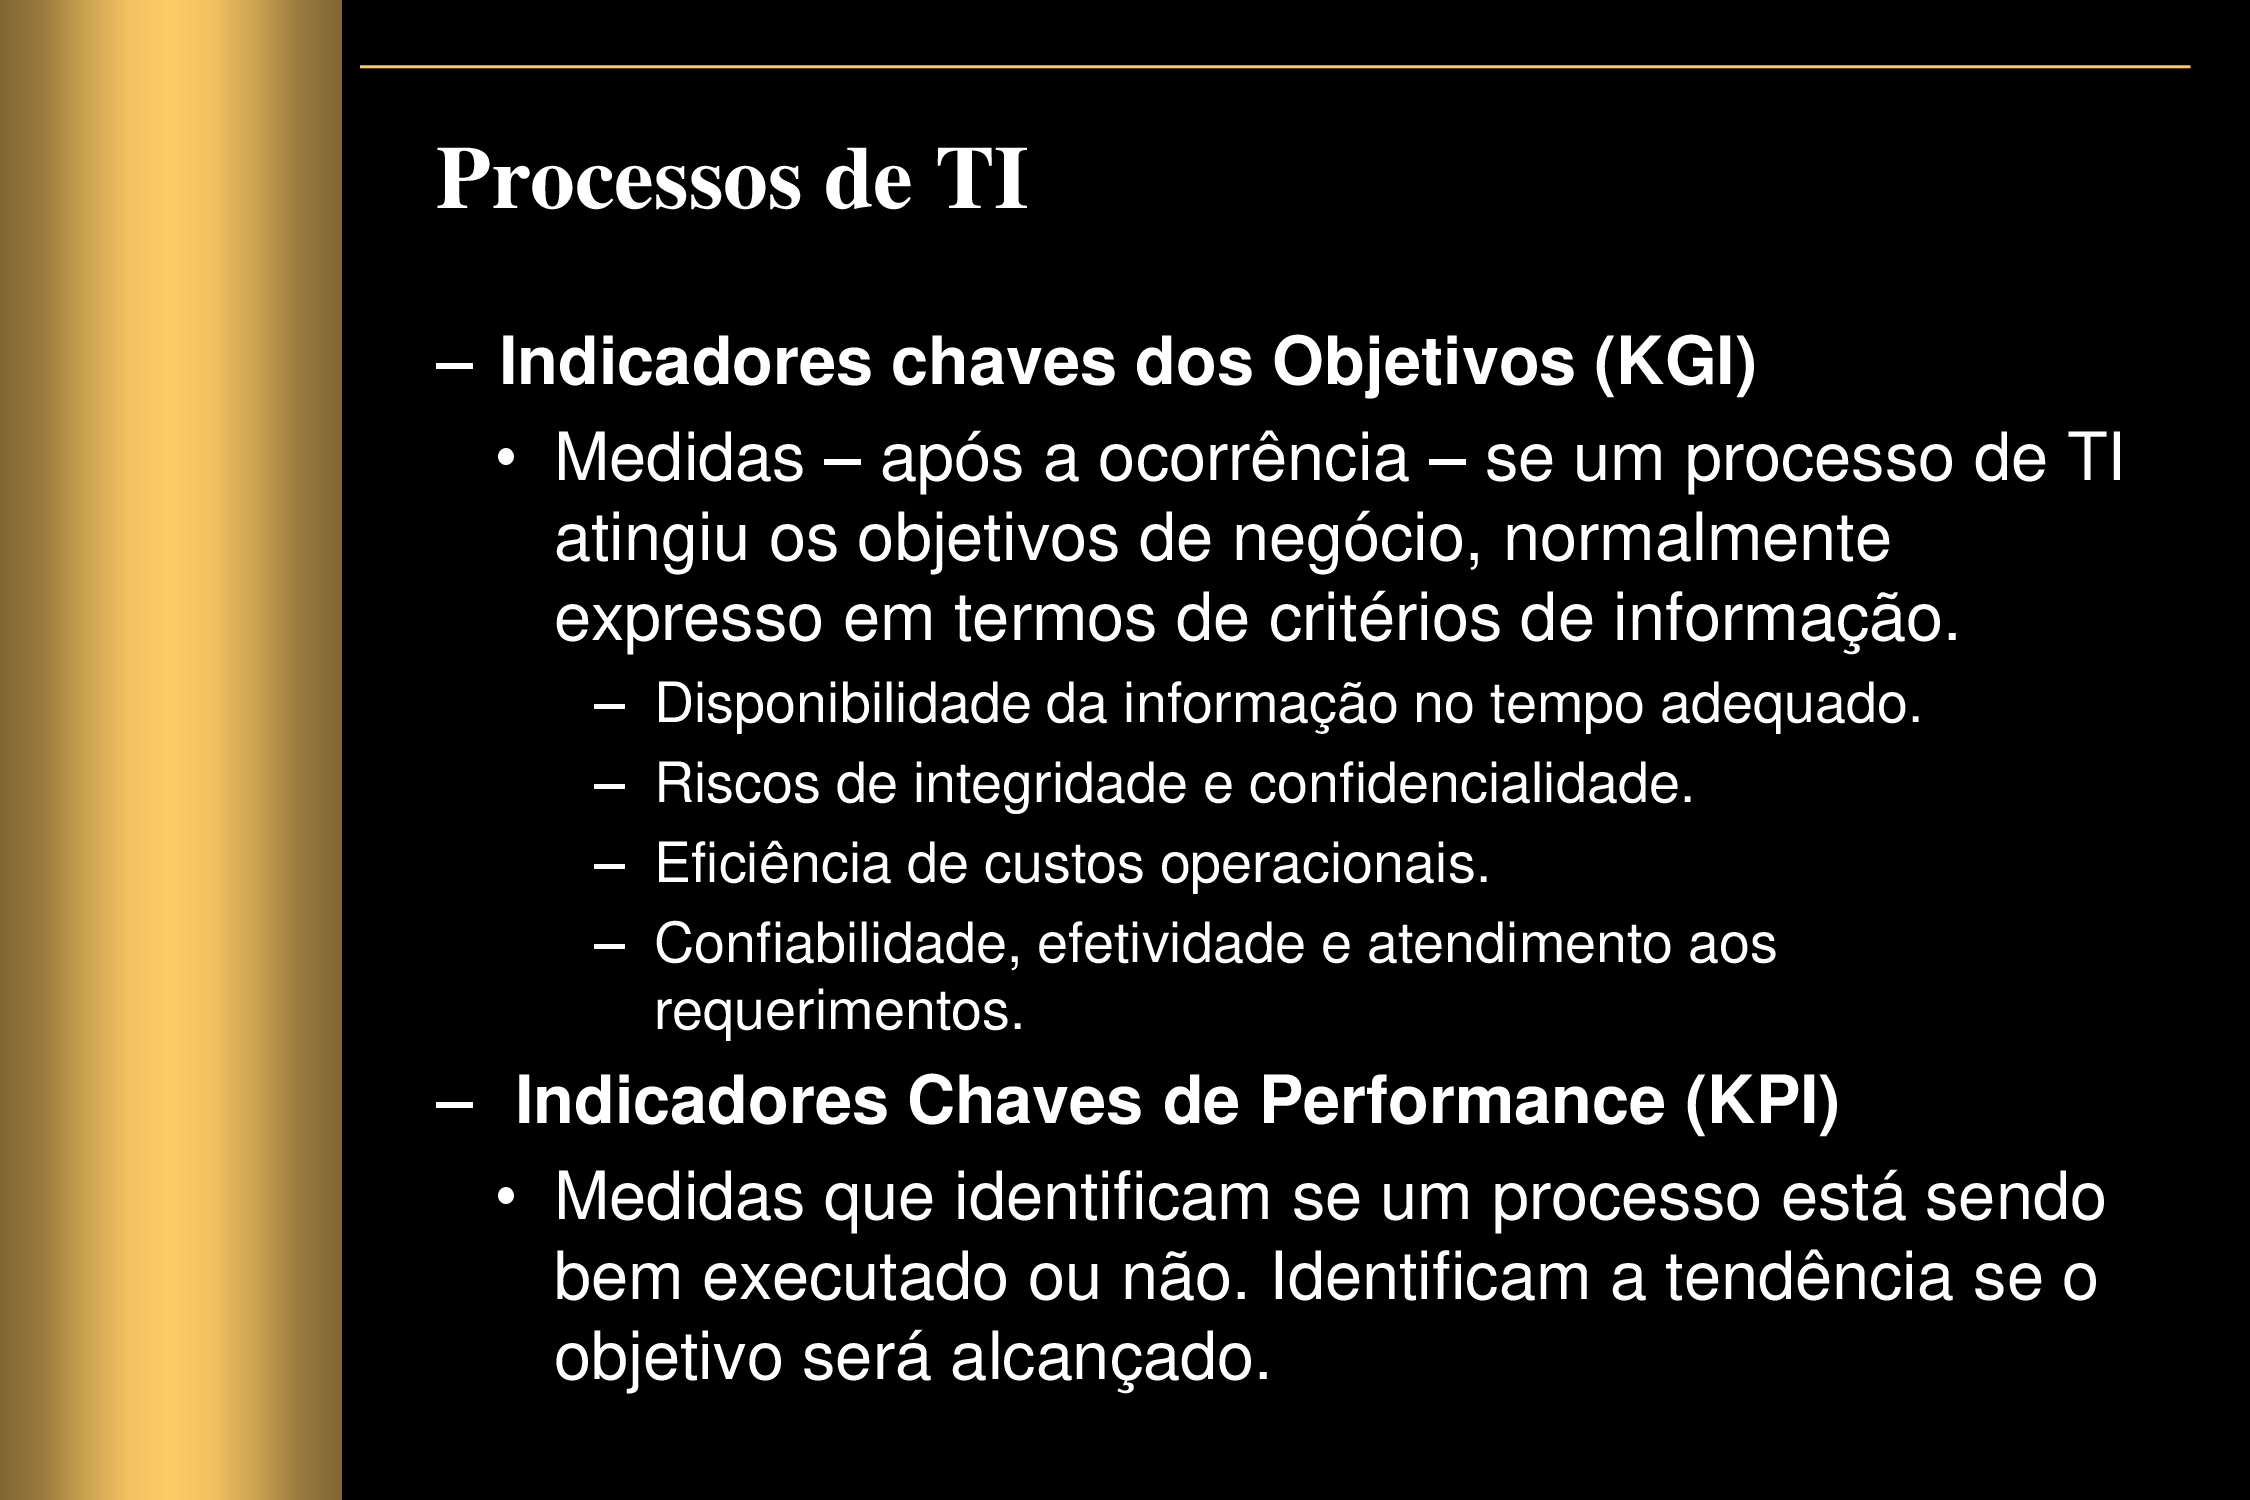 Processos de TI
– Indicadores chaves dos Objetivos (KGI)
• Medidas – após a ocorrência – se um processo de TI
atingiu os objetivos de negócio, normalmente
expresso em termos de critérios de informação.
– Disponibilidade da informação no tempo adequado.
– Riscos de integridade e confidencialidade.
– Eficiência de custos operacionais.
– Confiabilidade, efetividade e atendimento aos
requerimentos.
– Indicadores Chaves de Performance (KPI)
• Medidas que identificam se um processo está sendo
bem executado ou não. Identificam a tendência se o
objetivo será alcançado.